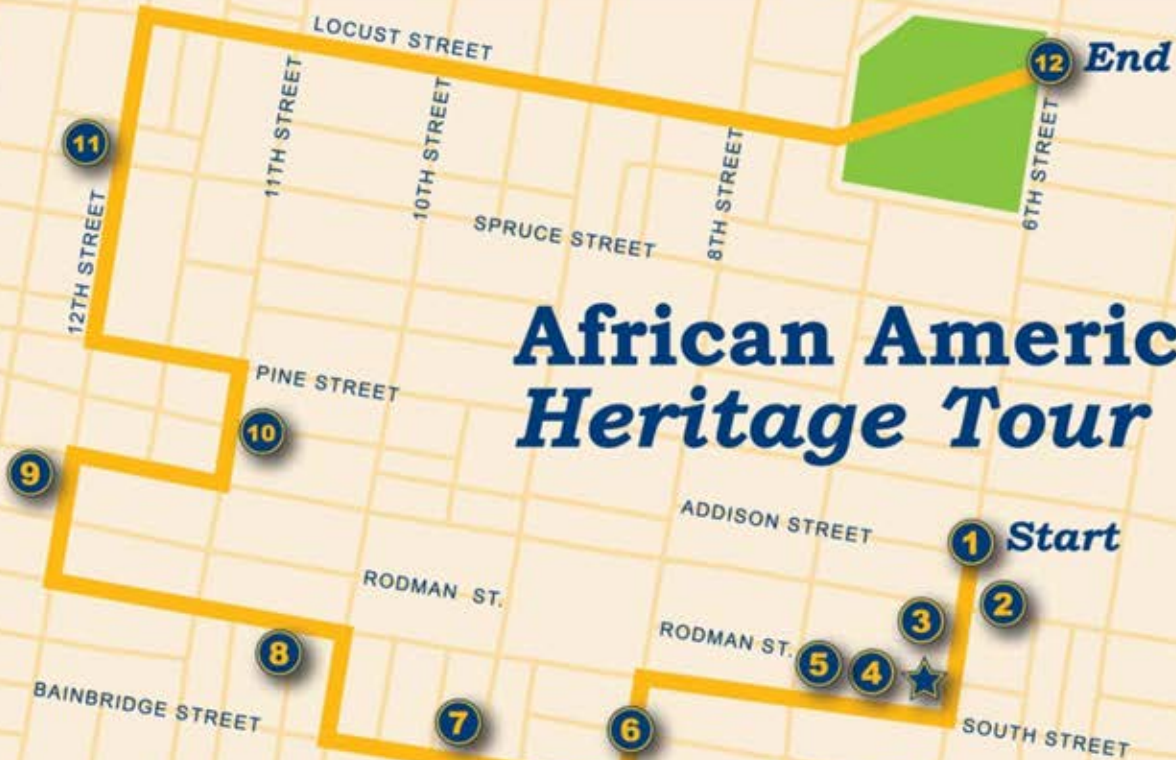 LOCUST STREET
12
End
11
11TH STREET
10TH STREET
8TH STREET
6TH STREET
12TH STREET
SPRUCE STREET
African Americ
Heritage Tour
PINE STREET
10
9
ADDISON STREET
1
Start
RODMAN ST.
2
3
RODMAN ST.
8
5
4
BAINBRIDGE STREET
7
6
SOUTH STREET